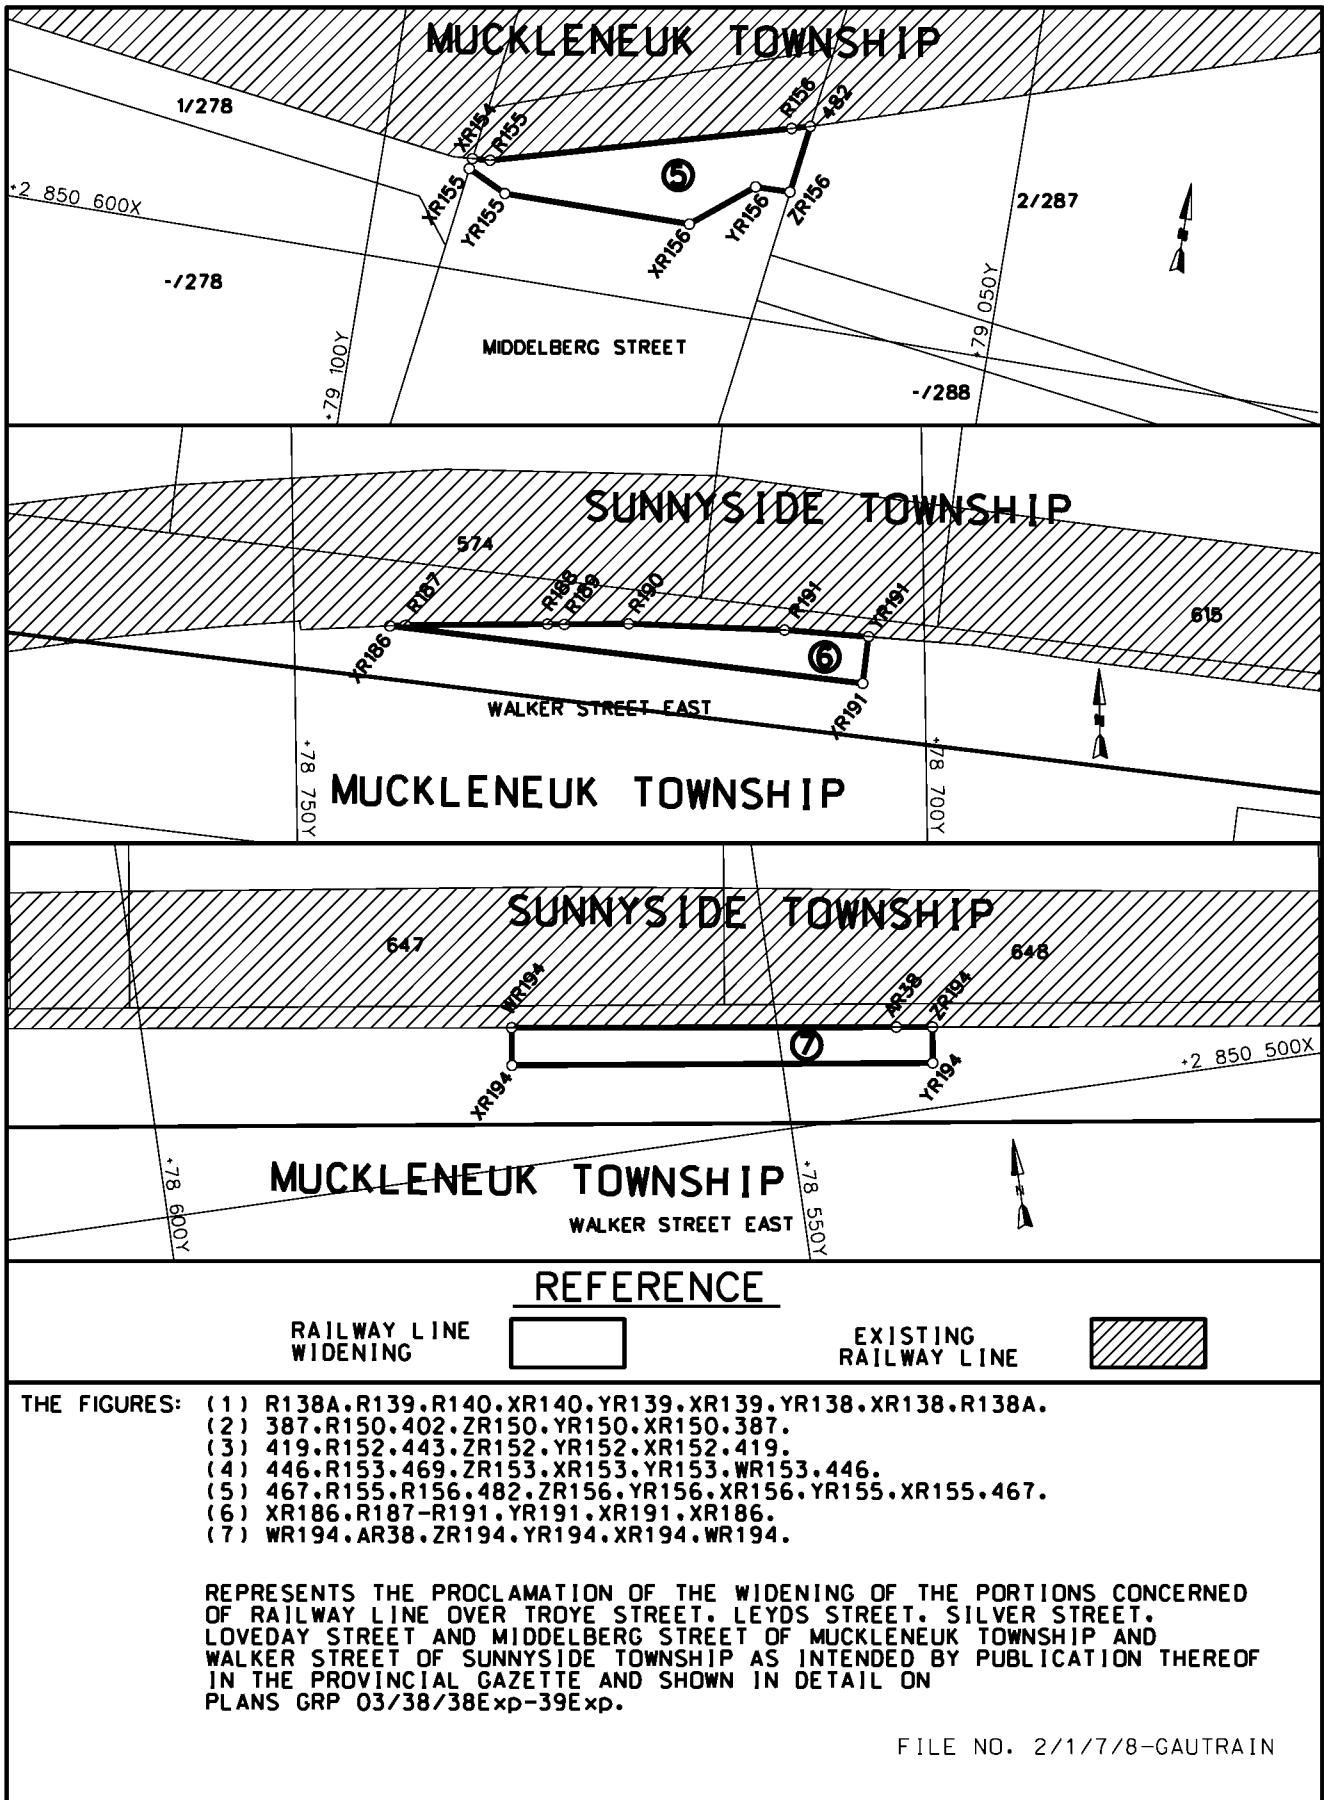 MUCKLENEUK TOWNSHIP
1/278
XR154
R155
R156
482
XR155
YR155
5
XR156
YR156
ZR156
2/287
+2 850 600X
-/278
N
+79 100Y
MIDDELBERG STREET
+79 050Y
-/288
SUNNYSIDE TOWNSHIP
574
R187
R188
R189
R190
R191
YR191
615
XR186
6
XR191
WALKER STREET EAST
N
+78 750Y
MUCKLENEUK TOWNSHIP
+78 700Y
SUNNYSIDE TOWNSHIP
647
648
WR194
AR38
ZR194
7
XR194
YR194
+2 850 500X
MUCKLENEUK TOWNSHIP
+78 600Y
+78 550Y
N
WALKER STREET EAST
REFERENCE
RAILWAY LINE
WIDENING
EXISTING
RAILWAY LINE
THE FIGURES: (1) R138A,R139,R140,XR140,YR139,XR139,YR138,XR138,R138A.
(2) 387,R150,402,ZR150,YR150,XR150,387.
(3) 419,R152,443,ZR152,YR152,XR152,419.
(4) 446,R153,469,ZR153,XR153,YR153,WR153,446.
(5) 467,R155,R156,482,ZR156,YR156,XR156,YR155,XR155,467.
(6) XR186,R187-R191,YR191,XR191,XR186.
(7) WR194,AR38,ZR194,YR194,XR194,WR194.
REPRESENTS THE PROCLAMATION OF THE WIDENING OF THE PORTIONS CONCERNED
OF RAILWAY LINE OVER TROYE STREET, LEYDS STREET, SILVER STREET,
LOVEDAY STREET AND MIDDELBERG STREET OF MUCKLENEUK TOWNSHIP AND
WALKER STREET OF SUNNYSIDE TOWNSHIP AS INTENDED BY PUBLICATION THEREOF
IN THE PROVINCIAL GAZETTE AND SHOWN IN DETAIL ON
PLANS GRP 03/38/38Exp-39Exp.
FILE NO. 2/1/7/8-GAUTRAIN